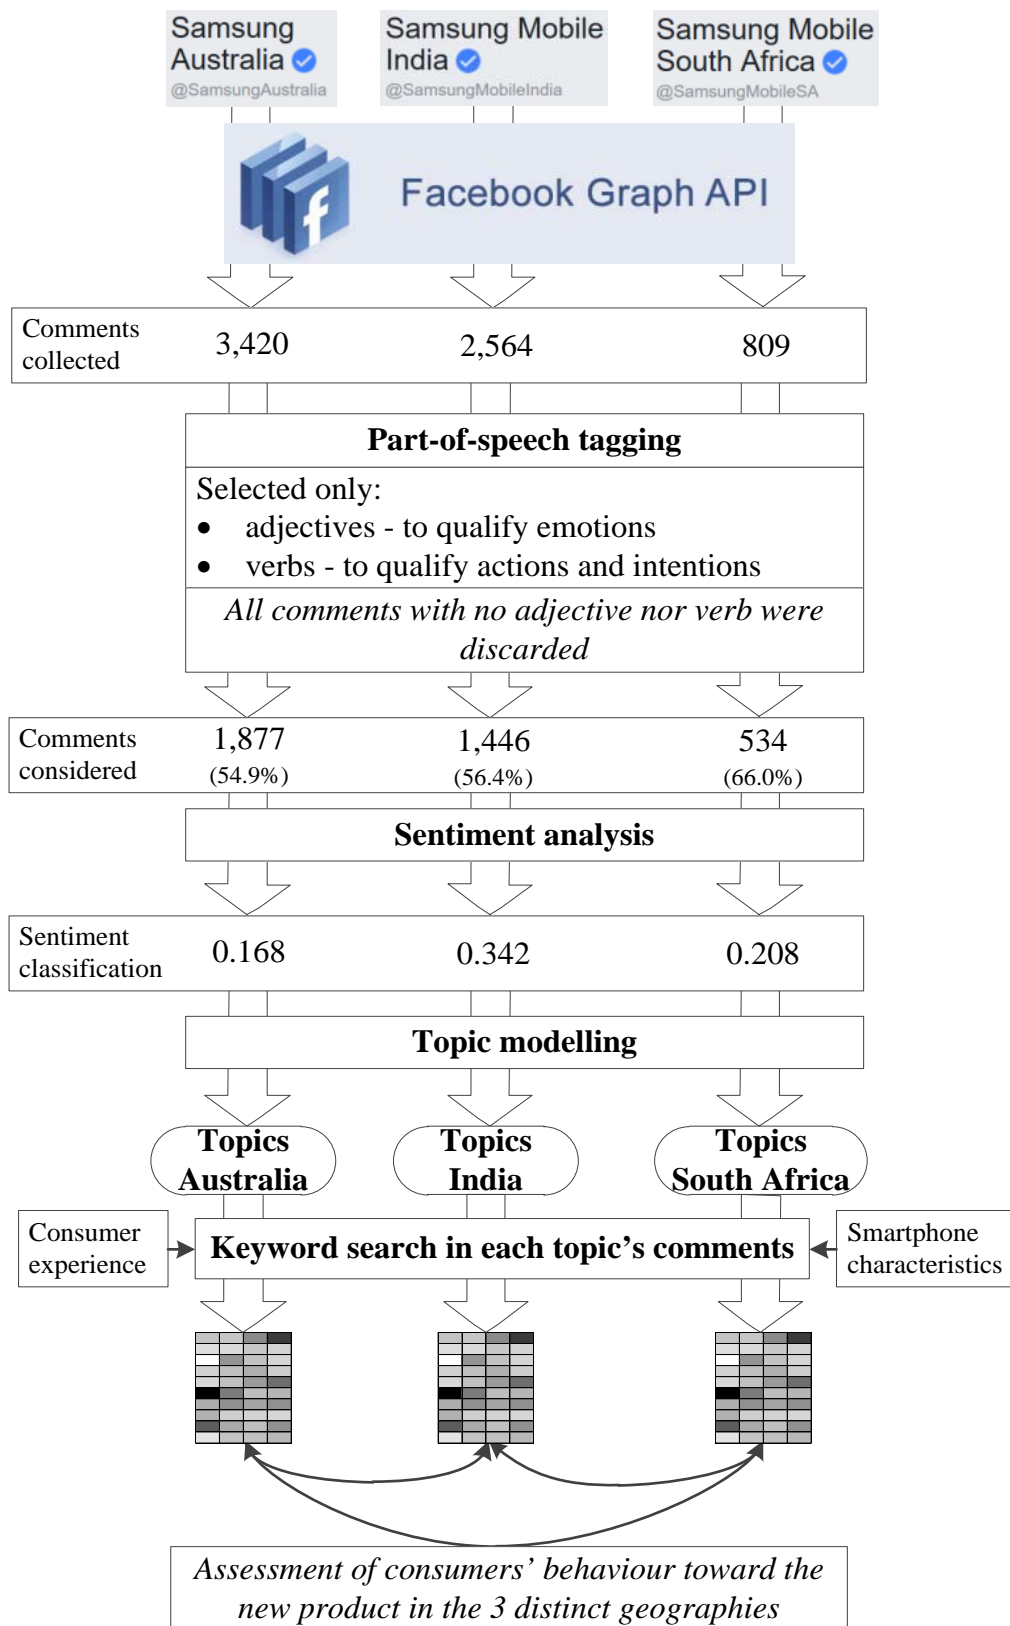 Samsung
Australia
@SamsungAustralia
Samsung Mobile
India
@SamsungMobileIndia
Samsung Mobile
South Africa
@SamsungMobileSA
f
Facebook Graph API
Comments
collected
3,420
2,564
809
Part-of-speech tagging
Selected only:
• adjectives - to qualify emotions
• verbs - to qualify actions and intentions
All comments with no adjective nor verb were
discarded
Comments
considered
1,877
(54.9%)
1,446
(56.4%)
534
(66.0%)
Sentiment analysis
Sentiment
classification
0.168
0.342
0.208
Topic modelling
Topics
Australia
Topics
India
Topics
South Africa
Consumer
experience
Keyword search in each topic’s comments
Smartphone
characteristics
Assessment of consumers’ behaviour toward the
new product in the 3 distinct geographies